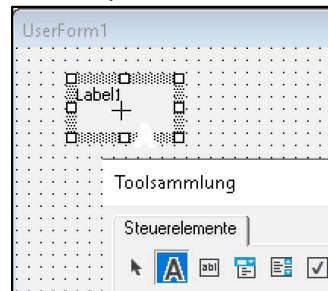 UserForm1
Label1
Toolsammlung
Steuerelemente
A abl